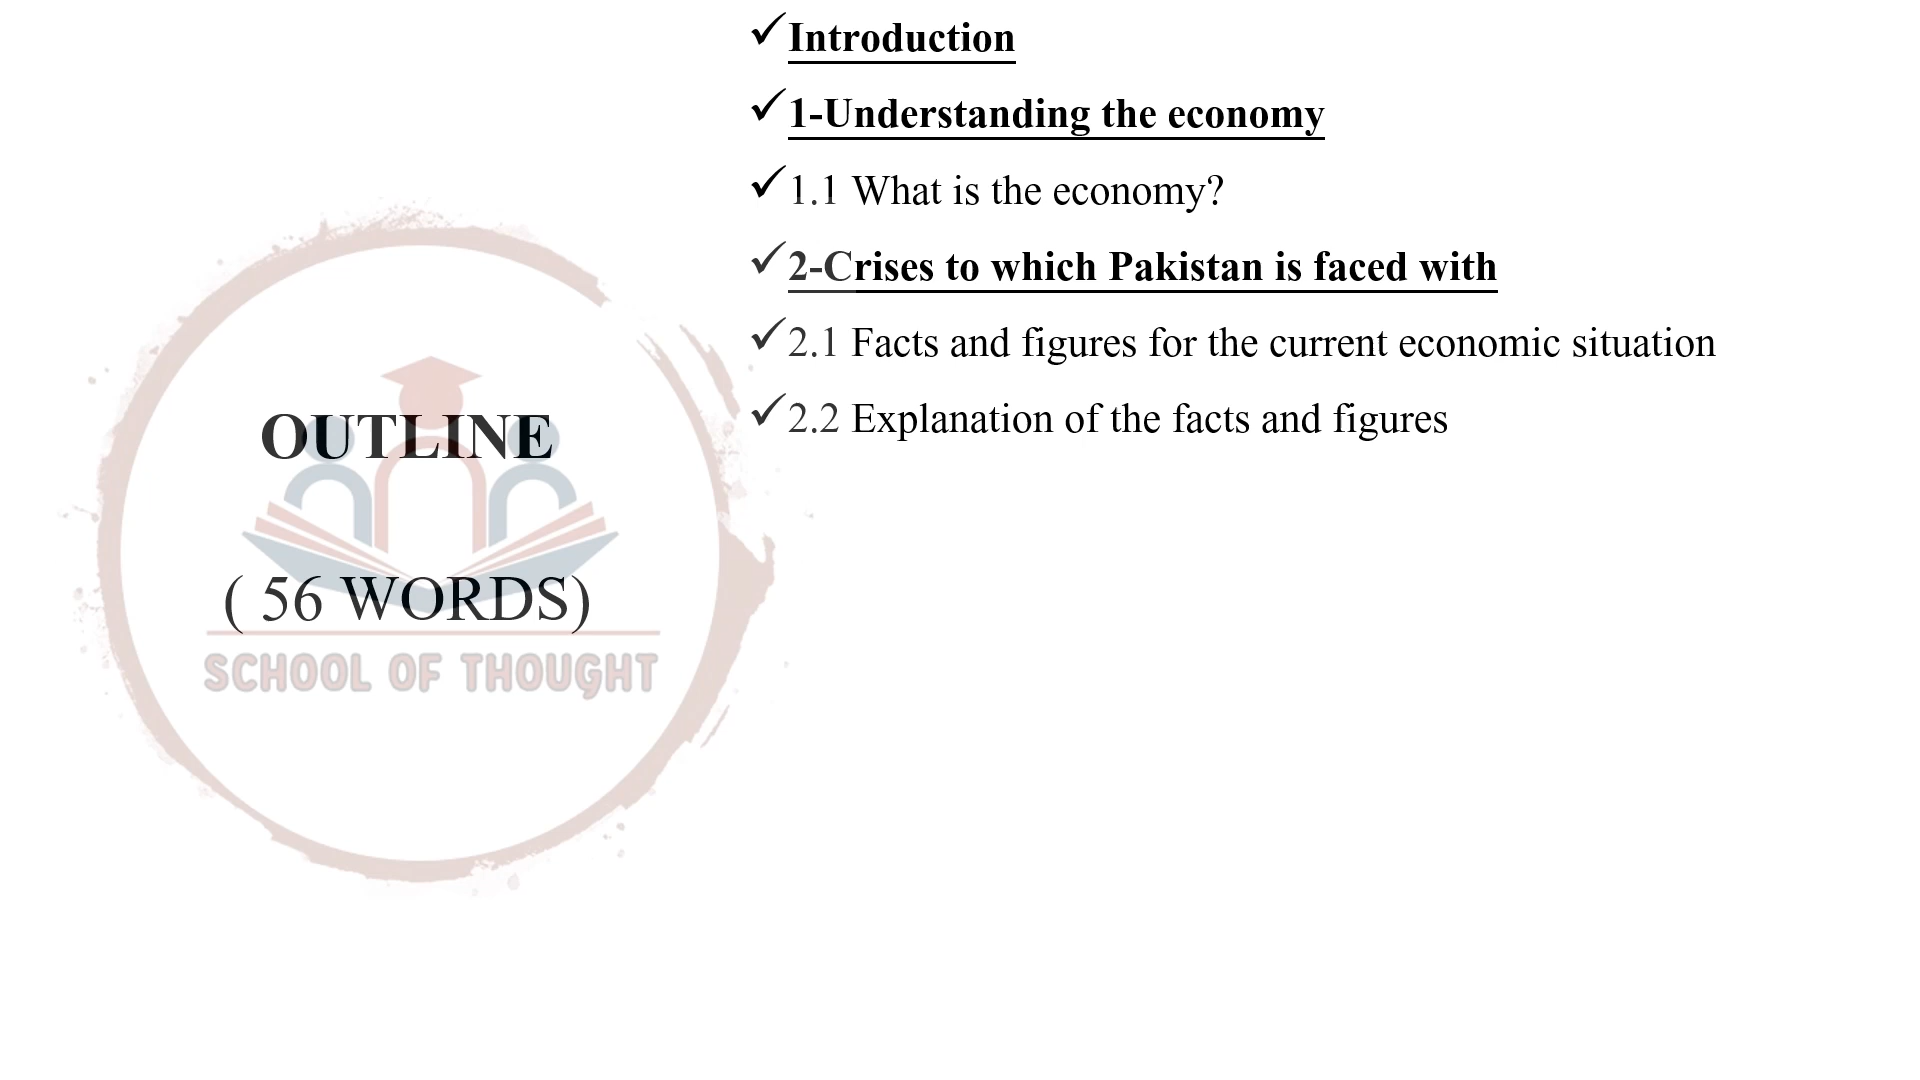 OUTLINE
( 56 WORDS)
SCHOOL OF THOUGHT
✓Introduction
✓1-Understanding the economy
✓1.1 What is the economy?
✓2-Crises to which Pakistan is faced with
✓2.1 Facts and figures for the current economic situation
✓2.2 Explanation of the facts and figures